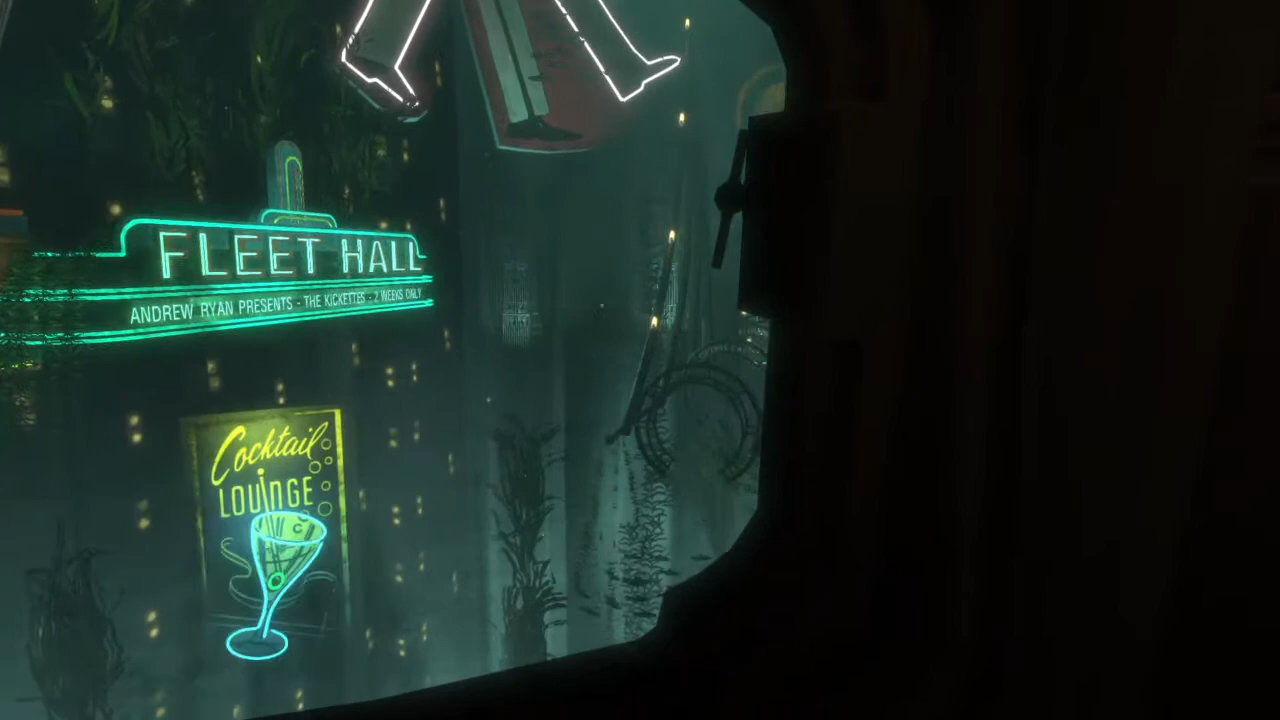 FLEET HALL
ANDREW RYAN PRESENTS - THE KICKETTES - 2 WEEKS ONLY
Cocktail
LOUNGE